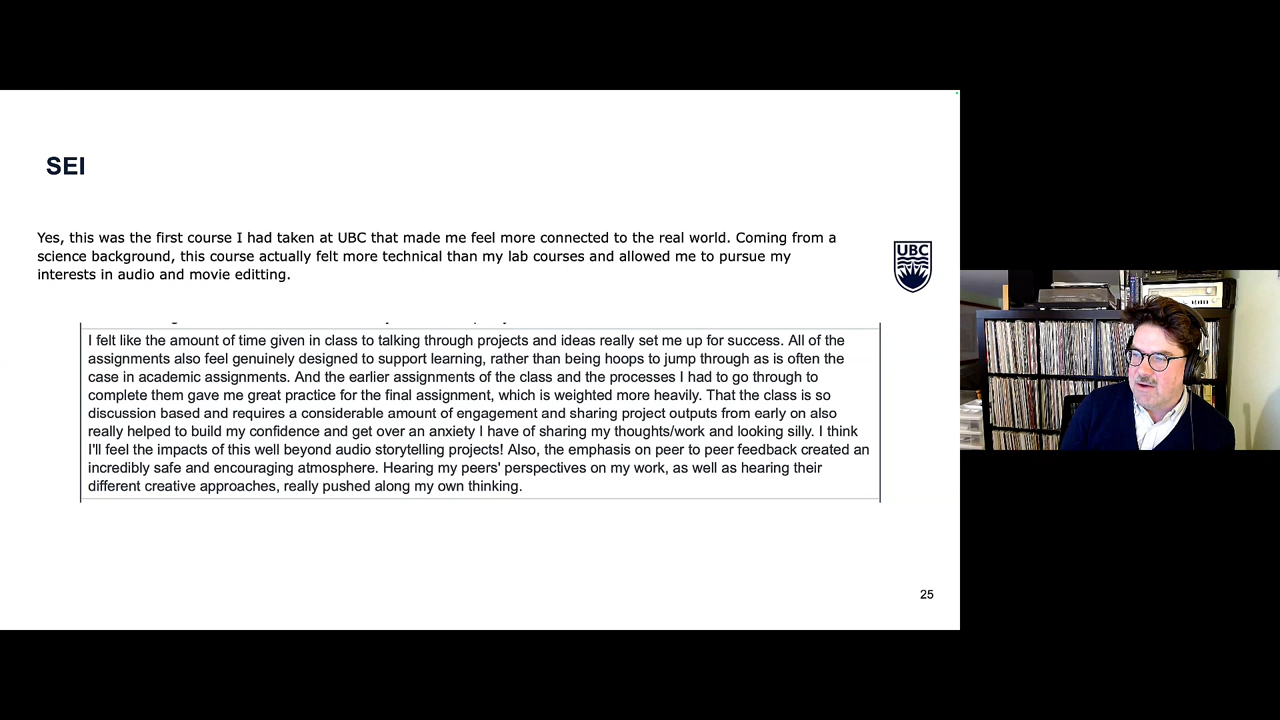 SEI
Yes, this was the first course I had taken at UBC that made me feel more connected to the real world. Coming from a
science background, this course actually felt more technical than my lab courses and allowed me to pursue my
interests in audio and movie editting.
UBC
I felt like the amount of time given in class to talking through projects and ideas really set me up for success. All of the
assignments also feel genuinely designed to support learning, rather than being hoops to jump through as is often the
case in academic assignments. And the earlier assignments of the class and the processes I had to go through to
complete them gave me great practice for the final assignment, which is weighted more heavily. That the class is so
discussion based and requires a considerable amount of engagement and sharing project outputs from early on also
really helped to build my confidence and get over an anxiety I have of sharing my thoughts/work and looking silly. I think
I'll feel the impacts of this well beyond audio storytelling projects! Also, the emphasis on peer to peer feedback created an
incredibly safe and encouraging atmosphere. Hearing my peers' perspectives on my work, as well as hearing their
different creative approaches, really pushed along my own thinking.
25